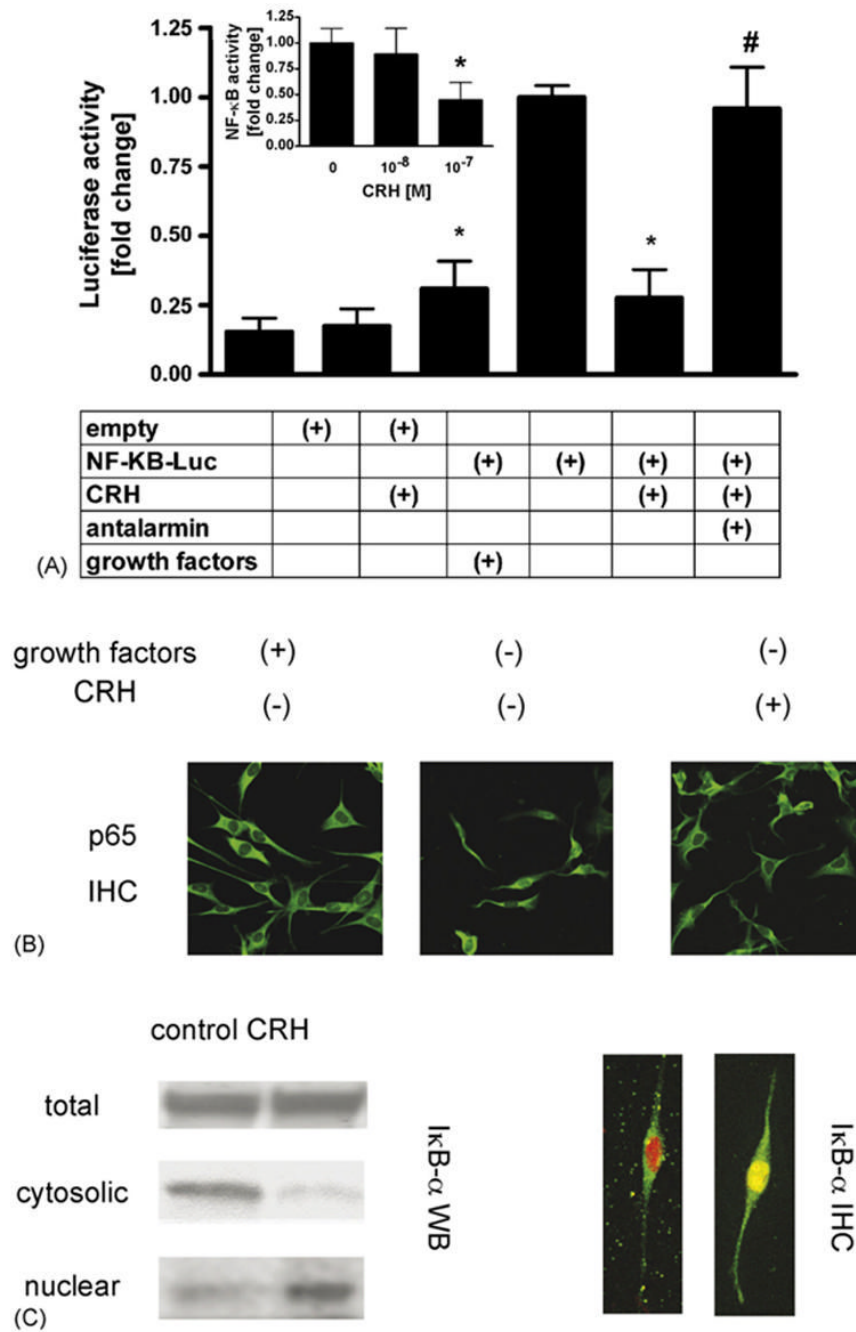 Luciferase activity
[fold change]
1.25
1.00
0.75
0.50
0.25
0.00
NF-κB activity
[fold change]
1.25
1.00
0.75
0.50
0.25
0.00
0
10⁻⁸
10⁻⁷
CRH [M]
*
*
*
#
empty (+) (+)
NF-KB-Luc (+) (+) (+) (+)
CRH (+) (+) (+)
antalarmin (+)
growth factors (+)
(A)
growth factors (+) (-) (-)
CRH (-) (-) (+)
p65
IHC
(B)
control CRH
total
cytosolic
nuclear
IκB-α WB
IκB-α IHC
(C)